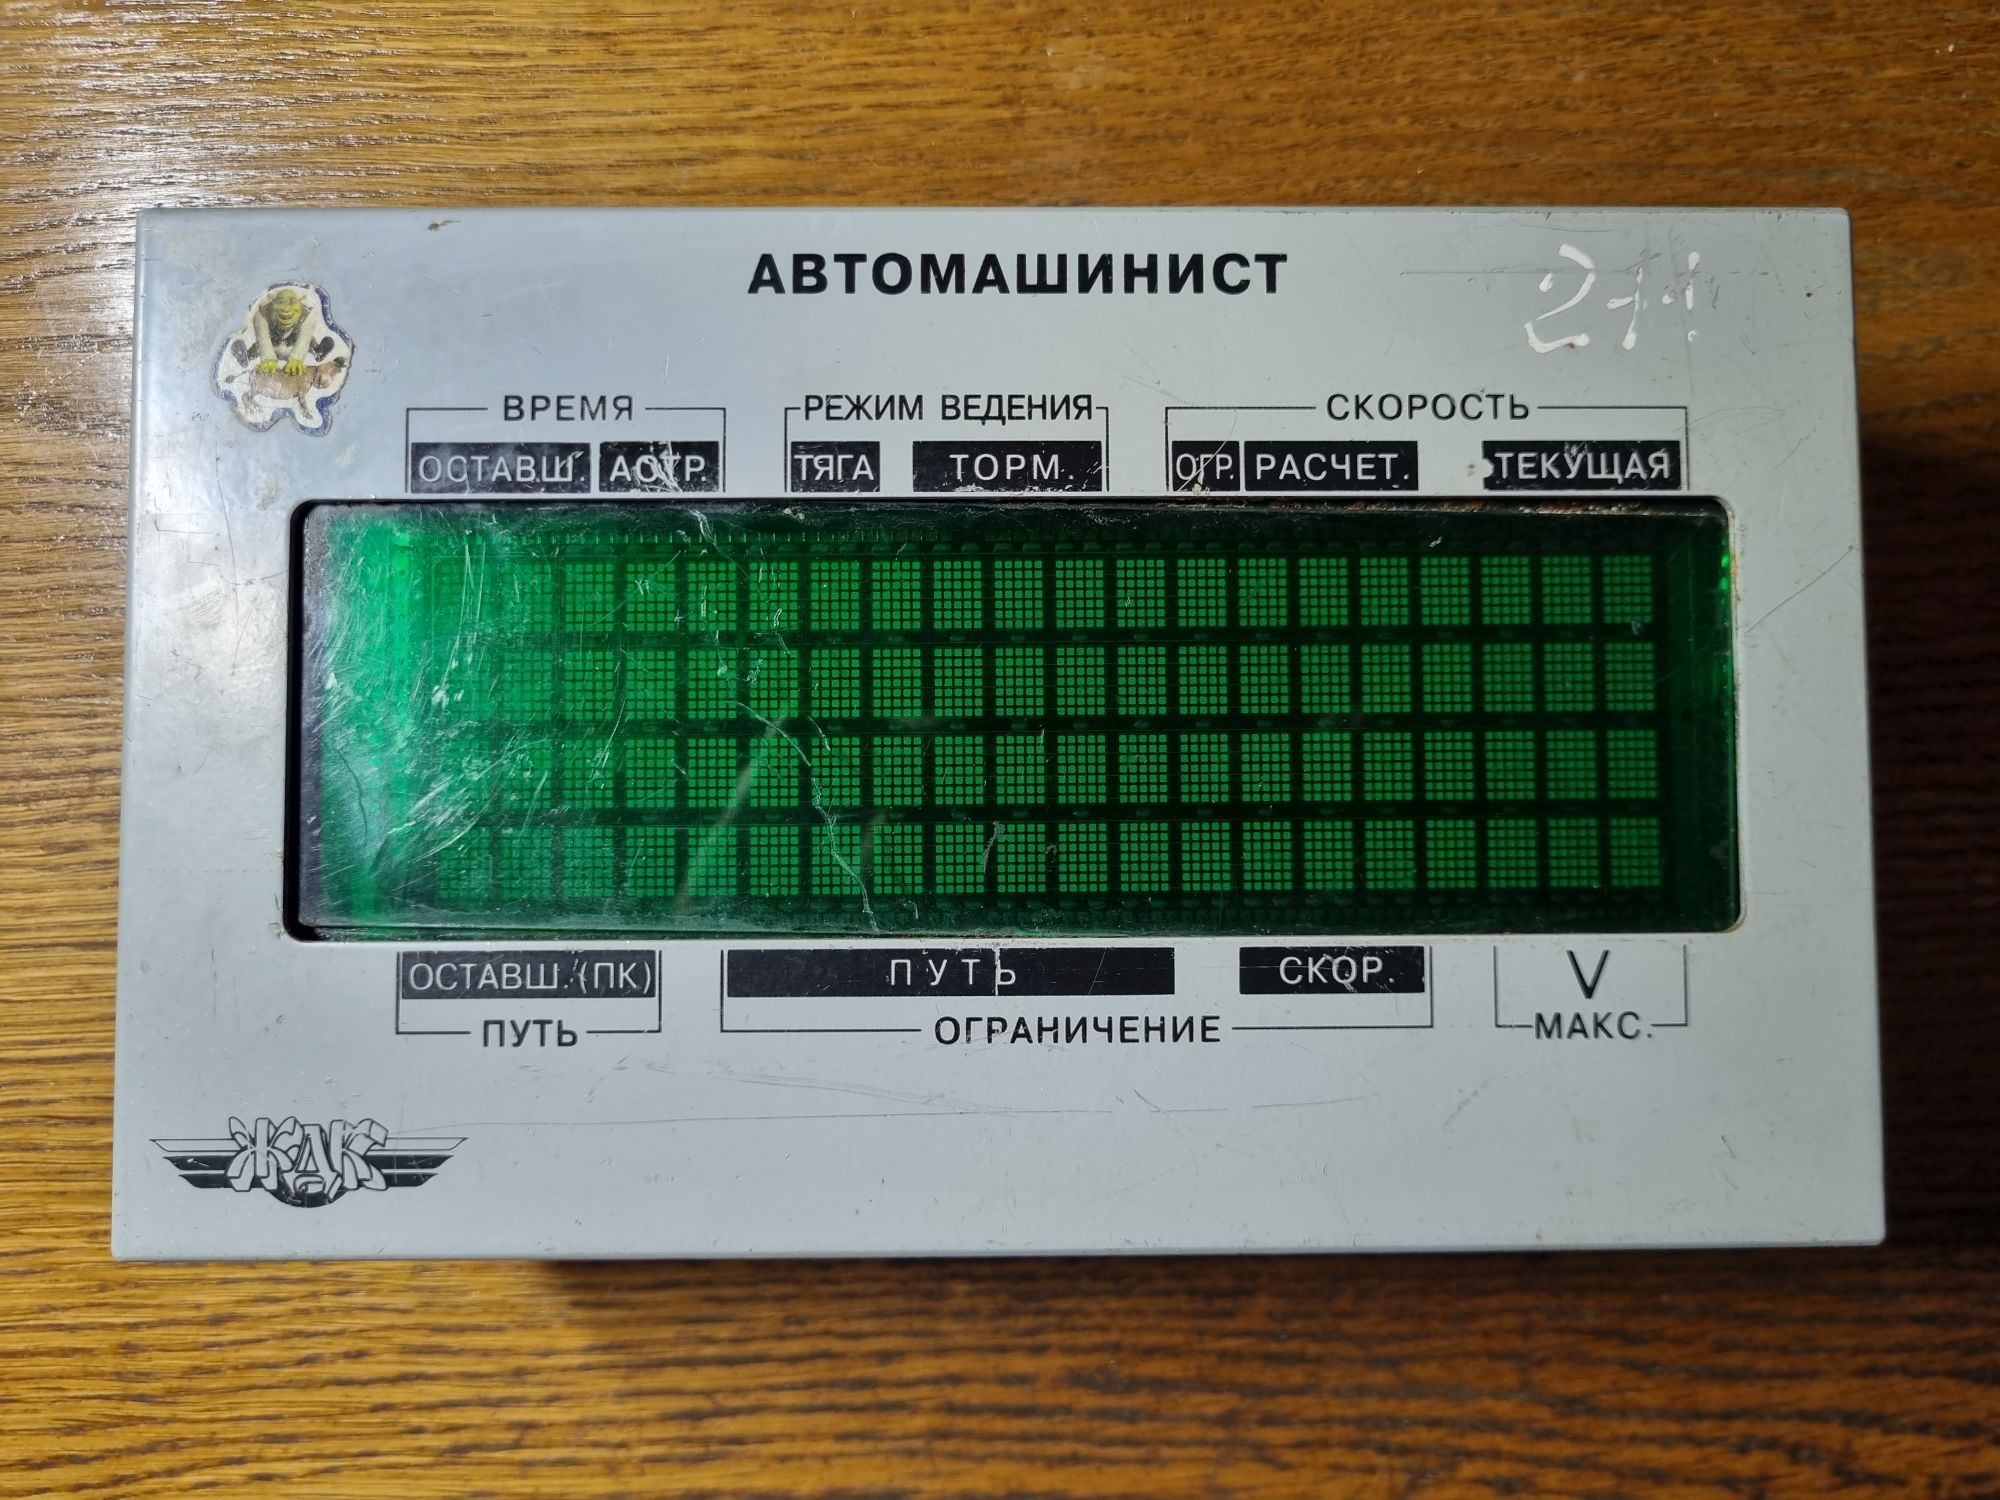 АВТОМАШИНИСТ
ВРЕМЯ РЕЖИМ ВЕДЕНИЯ СКОРОСТЬ
ОСТАВШ. АСТР. ТЯГА ТОРМ. ОГР. РАСЧЕТ. ТЕКУЩАЯ
ОСТАВШ.(ПК) ПУТЬ СКОР. V
ПУТЬ ОГРАНИЧЕНИЕ МАКС.
ЖДК